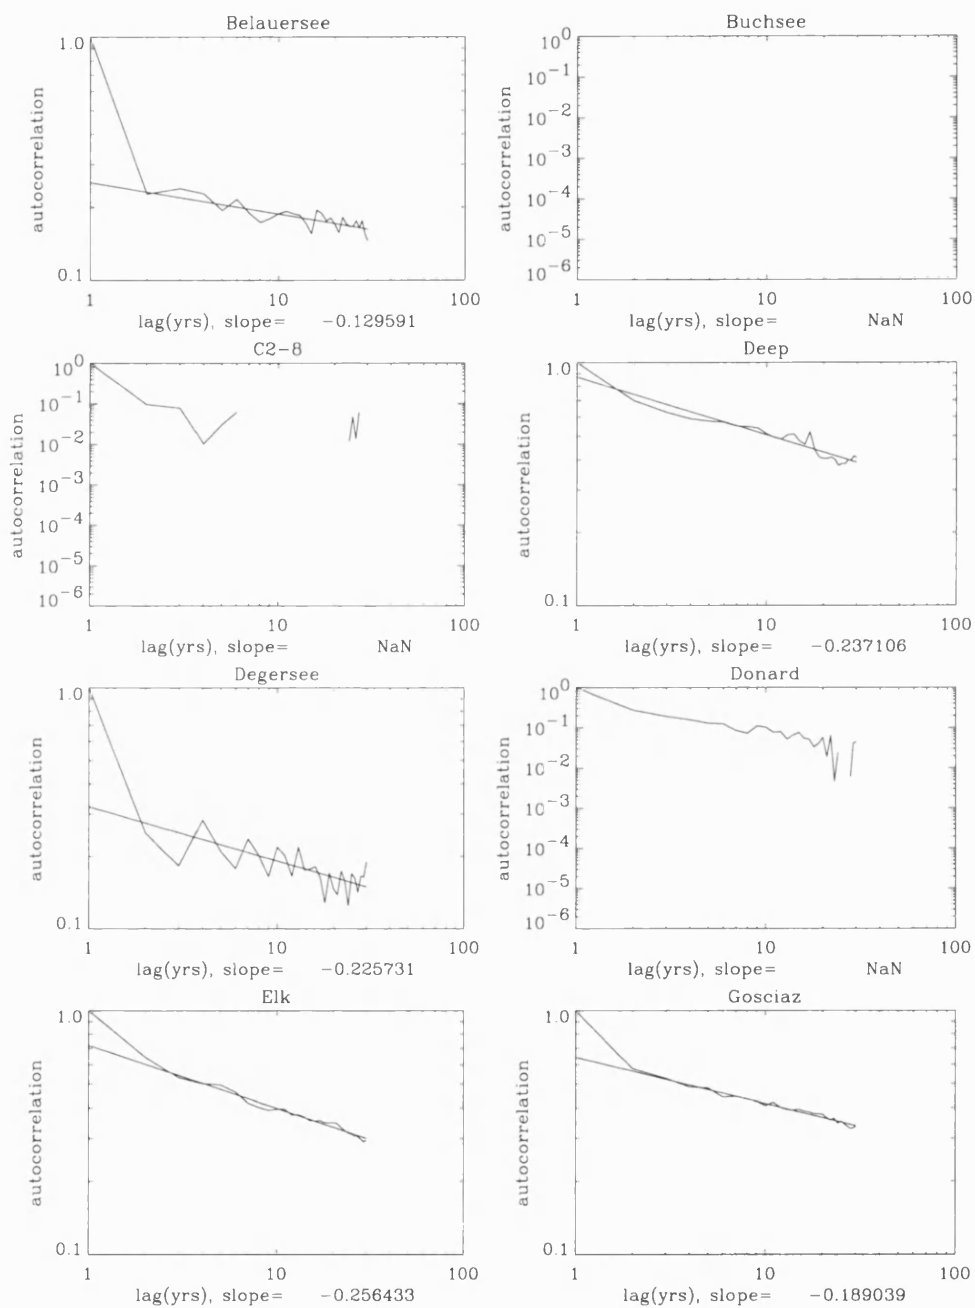 Belauersee
autocorrelation
1.0
0.1
1 10 100
lag(yrs), slope= -0.129591
Buchsee
autocorrelation
10^0
10^-1
10^-2
10^-3
10^-4
10^-5
10^-6
1 10 100
lag(yrs), slope= NaN
C2-8
autocorrelation
10^0
10^-1
10^-2
10^-3
10^-4
10^-5
10^-6
1 10 100
lag(yrs), slope= NaN
Deep
autocorrelation
1.0
0.1
1 10 100
lag(yrs), slope= -0.237106
Degersee
autocorrelation
1.0
0.1
1 10 100
lag(yrs), slope= -0.225731
Donard
autocorrelation
10^0
10^-1
10^-2
10^-3
10^-4
10^-5
10^-6
1 10 100
lag(yrs), slope= NaN
Elk
autocorrelation
1.0
0.1
1 10 100
lag(yrs), slope= -0.256433
Gosciaz
autocorrelation
1.0
0.1
1 10 100
lag(yrs), slope= -0.189039